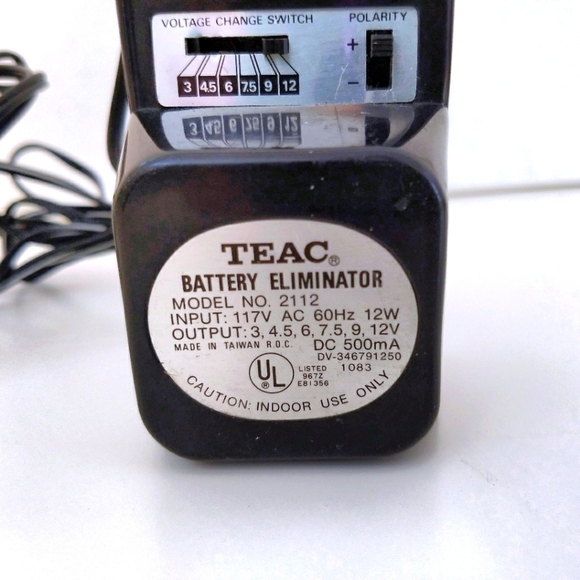 VOLTAGE CHANGE SWITCH POLARITY
+
3 4.5 6 7.5 9 12 −
TEAC®
BATTERY ELIMINATOR
MODEL NO. 2112
INPUT: 117V AC 60Hz 12W
OUTPUT: 3, 4.5, 6, 7.5, 9, 12V
MADE IN TAIWAN R.O.C. DC 500mA
DV-346791250
UL LISTED 1083
967Z
E81356
CAUTION: INDOOR USE ONLY